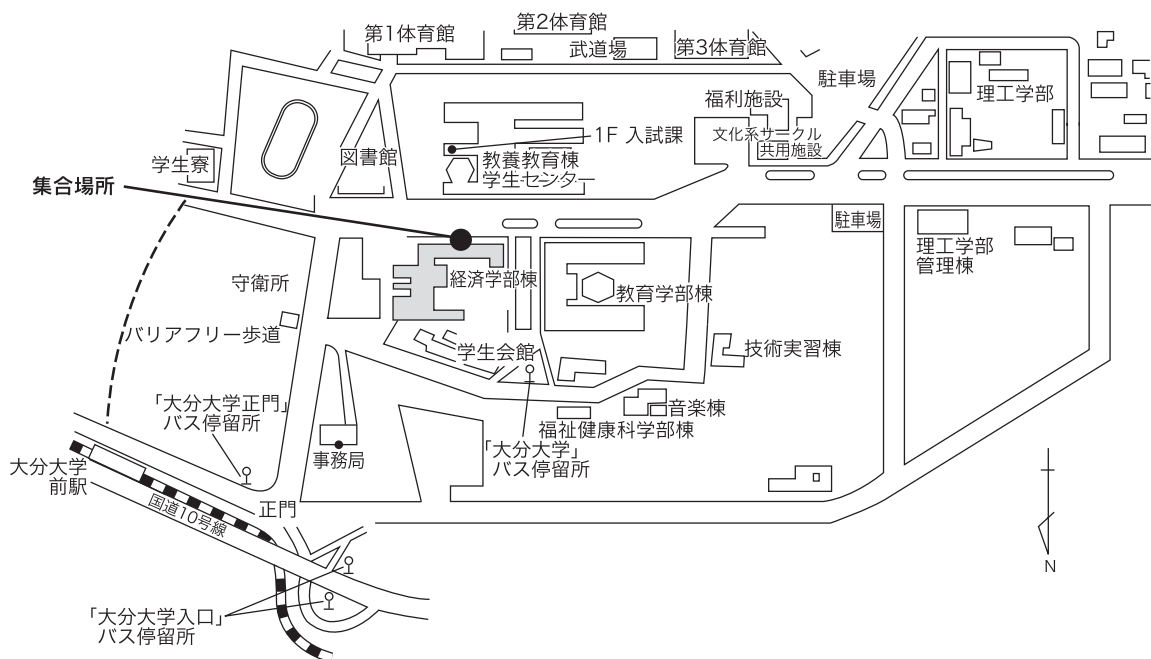 第2体育館
第1体育館
武道場
第3体育館
駐車場
理工学部
福利施設
1F 入試課
文化系サークル
共用施設
図書館
教養教育棟
学生センター
学生寮
集合場所
駐車場
理工学部
管理棟
守衛所
経済学部棟
教育学部棟
バリアフリー歩道
学生会館
技術実習棟
「大分大学正門」
バス停留所
音楽棟
福祉健康科学部棟
「大分大学」
バス停留所
事務局
大分大学
前駅
国道10号線
正門
N
「大分大学入口」
バス停留所